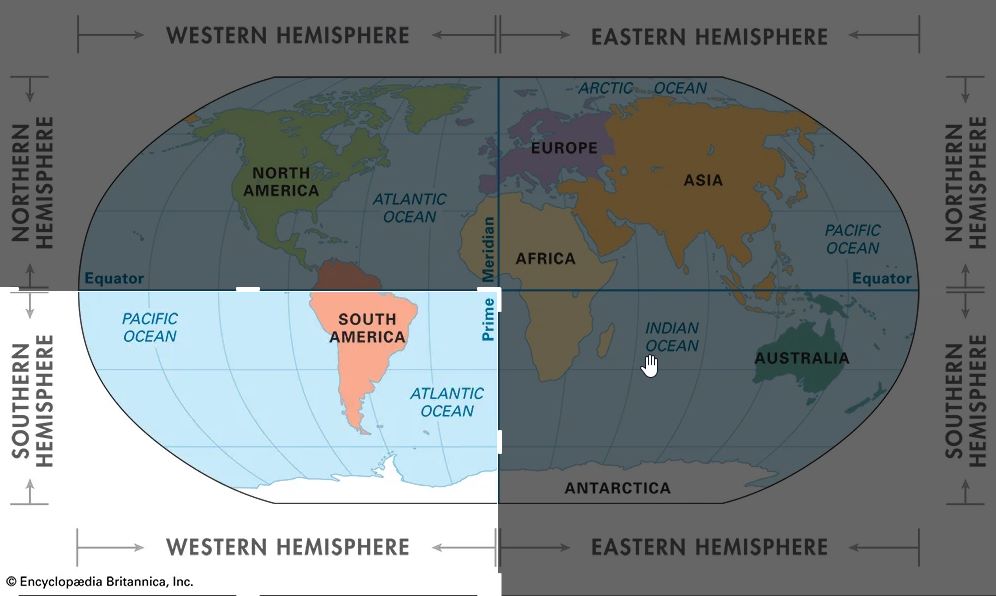 WESTERN HEMISPHERE
EASTERN HEMISPHERE
ARCTIC OCEAN
NORTHERN
HEMISPHERE
NORTH
AMERICA
ATLANTIC
OCEAN
EUROPE
ASIA
AFRICA
PACIFIC
OCEAN
NORTHERN
HEMISPHERE
Equator
Prime Meridian
Equator
SOUTHERN
HEMISPHERE
PACIFIC
OCEAN
SOUTH
AMERICA
ATLANTIC
OCEAN
INDIAN
OCEAN
AUSTRALIA
SOUTHERN
HEMISPHERE
ANTARCTICA
WESTERN HEMISPHERE
EASTERN HEMISPHERE
© Encyclopædia Britannica, Inc.